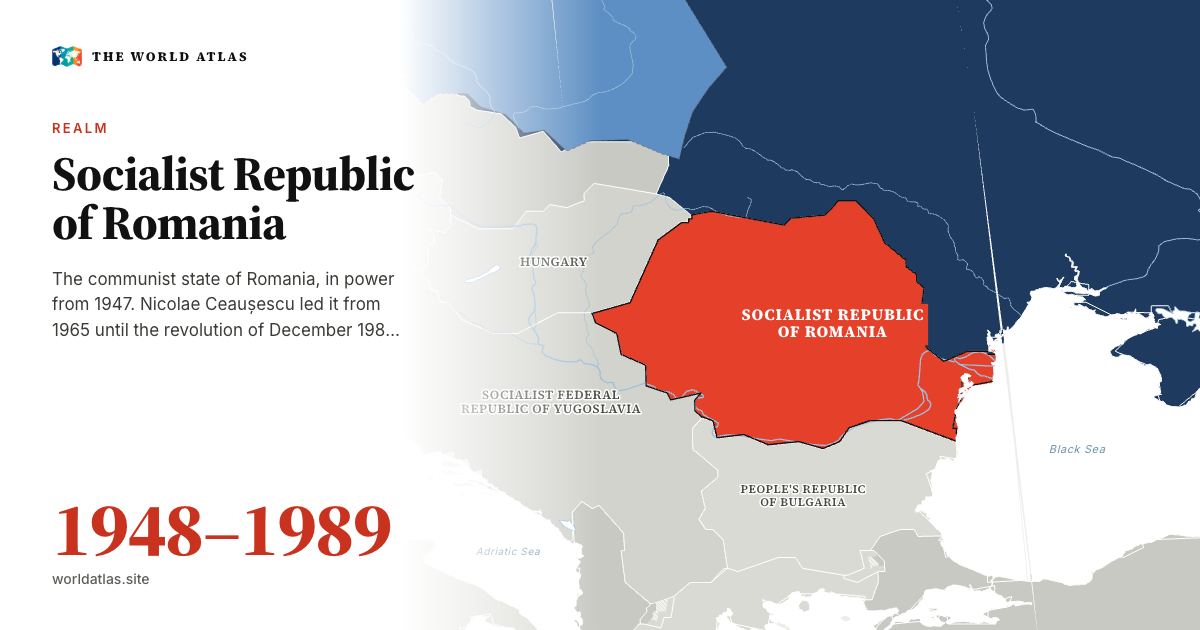 THE WORLD ATLAS
REALM
Socialist Republic
of Romania
The communist state of Romania, in power
from 1947. Nicolae Ceaușescu led it from
1965 until the revolution of December 198...
1948–1989
worldatlas.site
HUNGARY
SOCIALIST REPUBLIC
OF ROMANIA
SOCIALIST FEDERAL
REPUBLIC OF YUGOSLAVIA
Black Sea
PEOPLE'S REPUBLIC
OF BULGARIA
Adriatic Sea